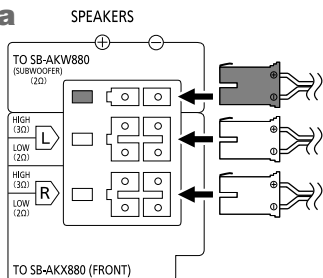 a
SPEAKERS
⊕ ⊖
TO SB-AKW880
(SUBWOOFER)
(2Ω)
⊕
⊖
HIGH
(3Ω)
L
LOW
(2Ω)
⊕
⊖
HIGH
(3Ω)
R
LOW
(2Ω)
⊕
⊖
TO SB-AKX880 (FRONT)